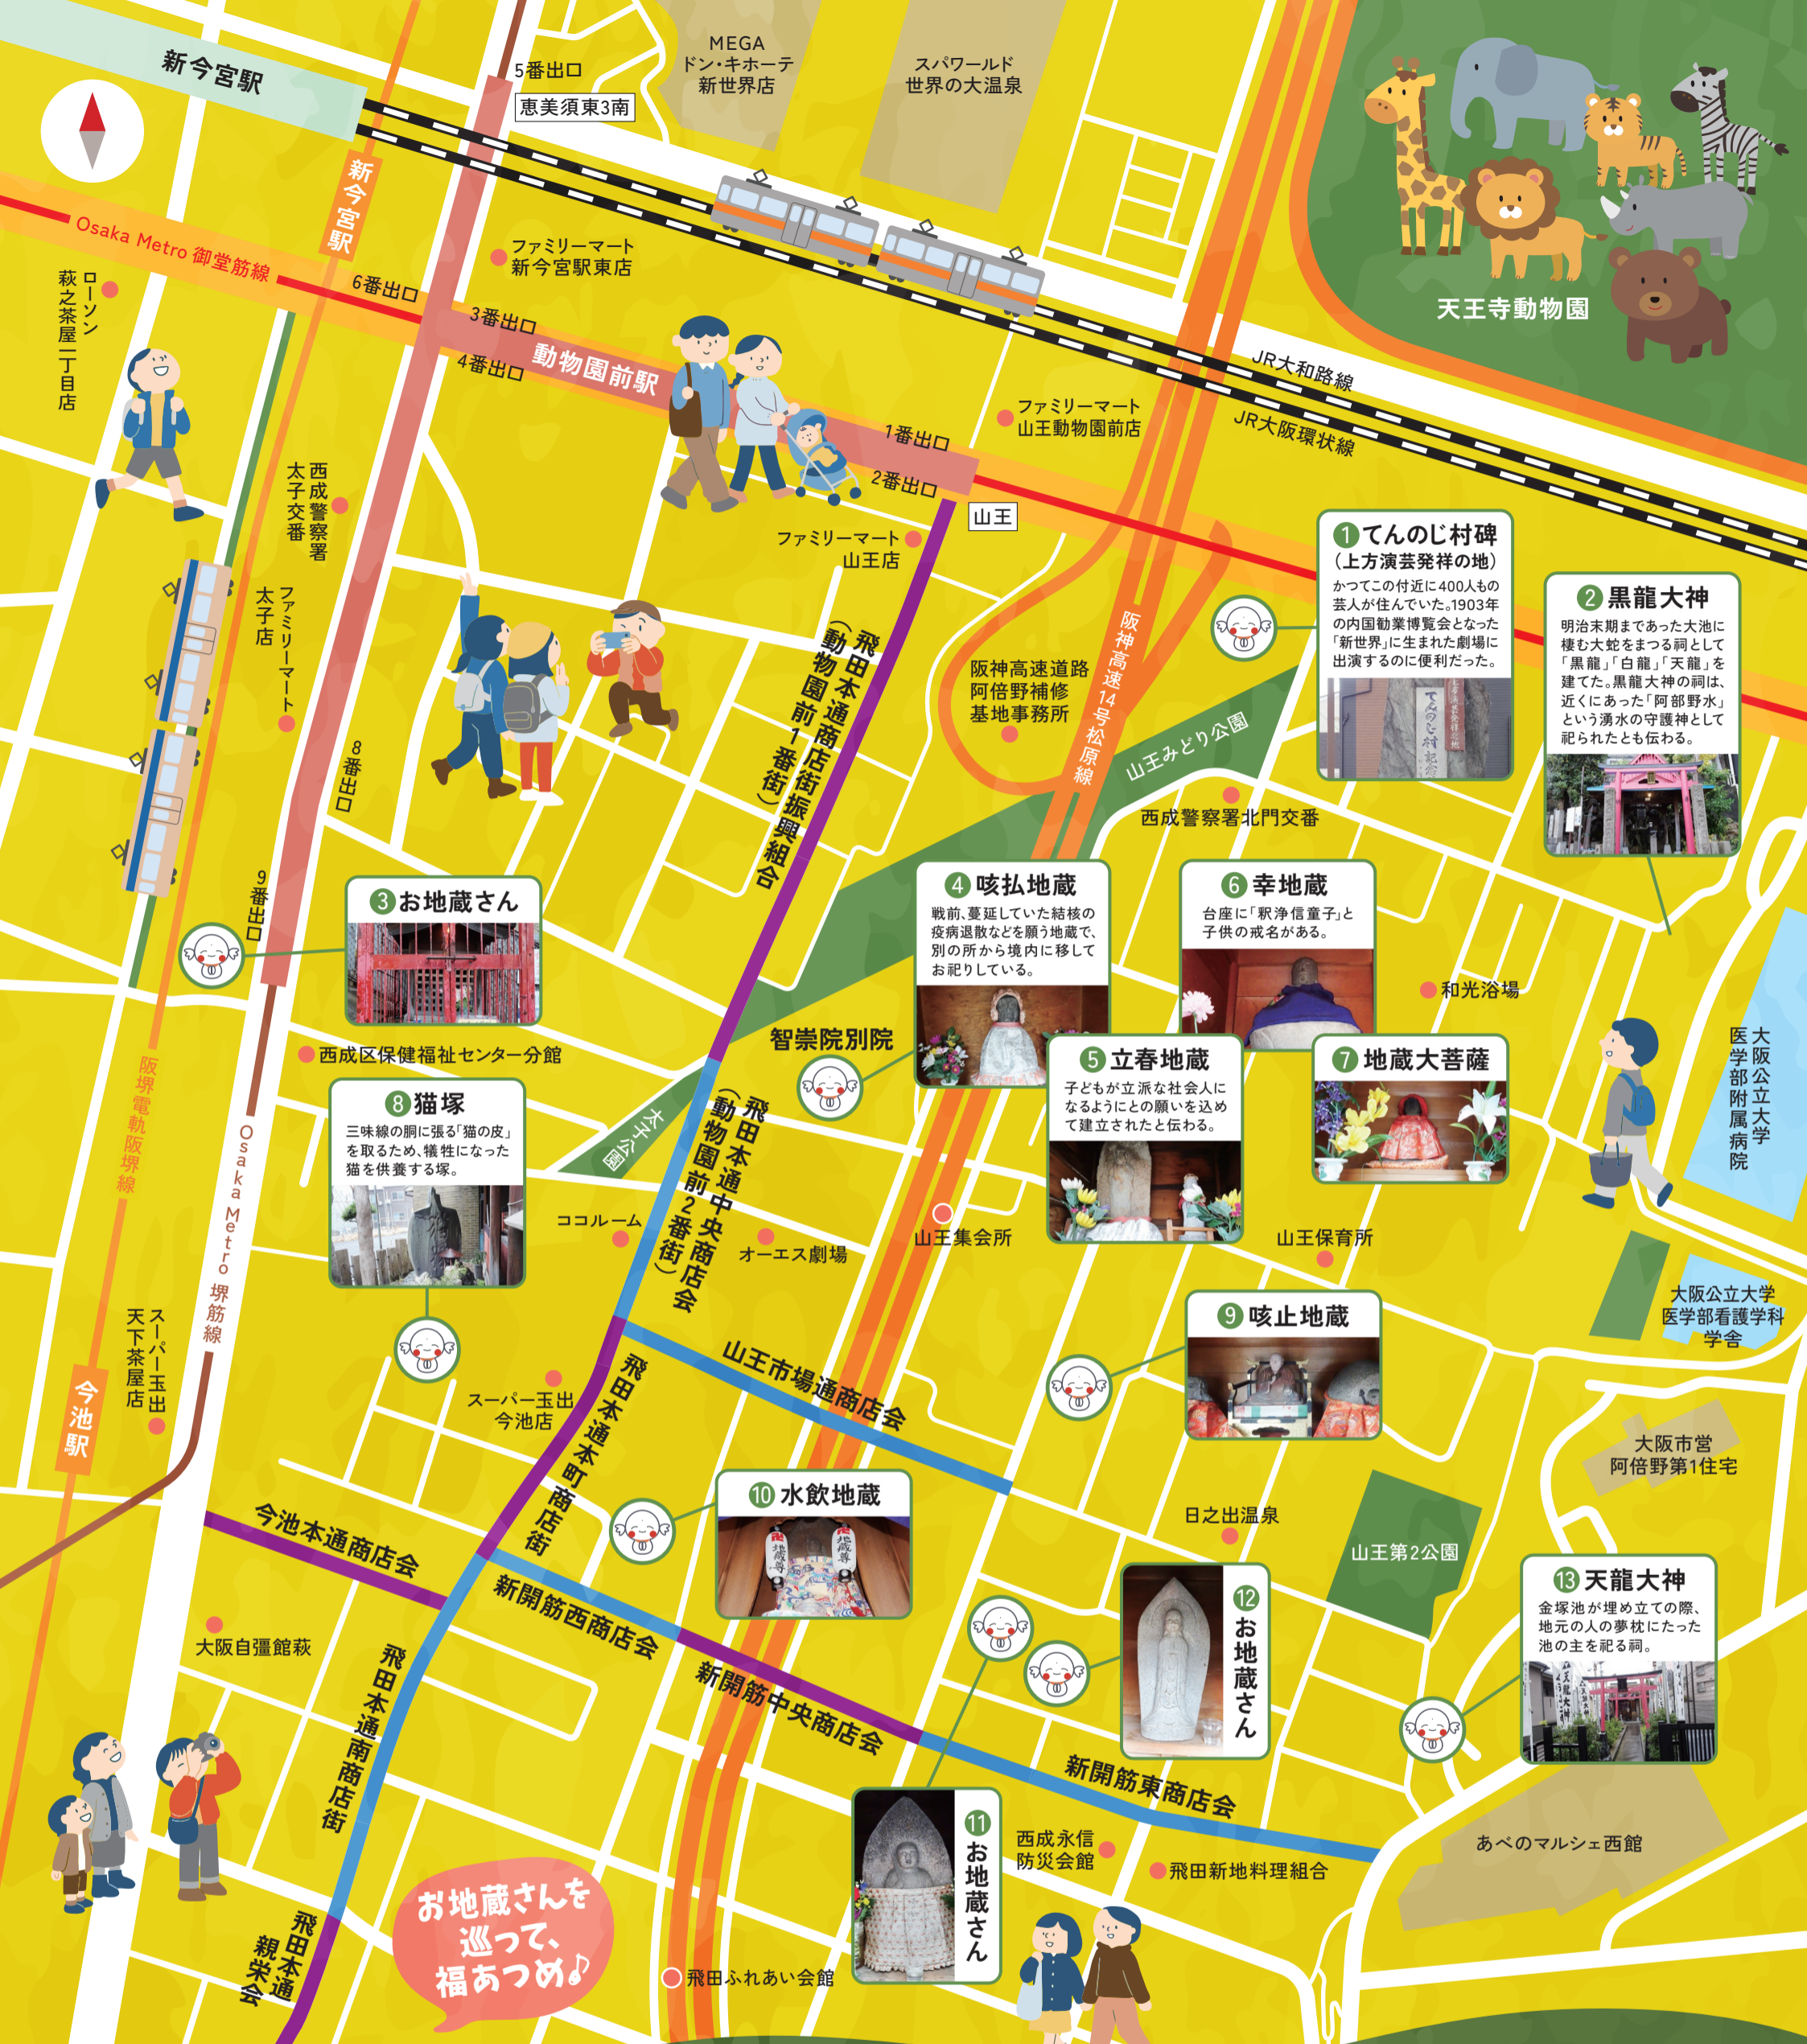 新今宮駅
5番出口
恵美須東3南
MEGA
ドン・キホーテ
新世界店
スパワールド
世界の大温泉
天王寺動物園
新今宮駅
Osaka Metro 御堂筋線
6番出口
ファミリーマート
新今宮駅東店
3番出口
4番出口
動物園前駅
1番出口
2番出口
ファミリーマート
山王動物園前店
JR大和路線
JR大阪環状線
ローソン
萩之茶屋一丁目店
西成警察署
太子交番
ファミリーマート
太子店
8番出口
9番出口
山王
ファミリーマート
山王店
飛田本通商店街振興組合
(動物園前1番街)
阪神高速道路
阿倍野補修
基地事務所
阪神高速14号松原線
山王みどり公園
西成警察署北門交番
1 てんのじ村碑
(上方演芸発祥の地)
かつてこの付近に400人もの
芸人が住んでいた。1903年
の内国勧業博覧会となった
「新世界」に生まれた劇場に
出演するのに便利だった。
てんのじ村記念
2 黒龍大神
明治末期まであった大池に
棲む大蛇をまつる祠として
「黒龍」「白龍」「天龍」を
建てた。黒龍大神の祠は、
近くにあった「阿部野水」
という湧水の守護神として
祀られたとも伝わる。
3 お地蔵さん
4 咳払地蔵
戦前、蔓延していた結核の
疫病退散などを願う地蔵で、
別の所から境内に移して
お祀りしている。
6 幸地蔵
台座に「釈浄信童子」と
子供の戒名がある。
和光浴場
智崇院別院
5 立春地蔵
子どもが立派な社会人に
なるようにとの願いを込め
て建立されたと伝わる。
7 地蔵大菩薩
大阪公立大学
医学部附属病院
西成区保健福祉センター分館
8 猫塚
三味線の胴に張る「猫の皮」
を取るため、犠牲になった
猫を供養する塚。
阪堺電軌阪堺線
Osaka Metro 堺筋線
太子公園
飛田本通中央商店会
(動物園前2番街)
ココルーム
オーエス劇場
山王集会所
山王保育所
大阪公立大学
医学部看護学科
学舎
スーパー玉出
天下茶屋店
今池駅
スーパー玉出
今池店
飛田本通本町商店街
山王市場通商店会
9 咳止地蔵
大阪市営
阿倍野第1住宅
10 水飲地蔵
地蔵尊
地蔵尊
日之出温泉
山王第2公園
今池本通商店会
新開筋西商店会
新開筋中央商店会
新開筋東商店会
大阪自彊館萩
飛田本通南商店街
12 お地蔵さん
13 天龍大神
金塚池が埋め立ての際、
地元の人の夢枕にたった
池の主を祀る祠。
天龍大神
11 お地蔵さん
西成永信
防災会館
飛田新地料理組合
あべのマルシェ西館
飛田本通
親栄会
お地蔵さんを
巡って、
福あつめ♪
飛田ふれあい会館